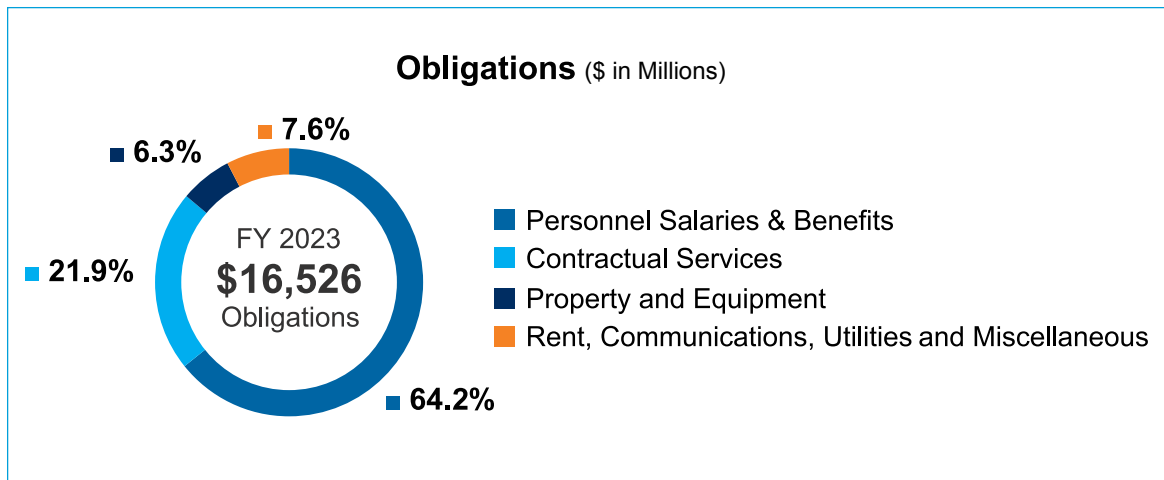 Obligations ($ in Millions)
7.6%
6.3%
21.9%
64.2%
FY 2023
$16,526
Obligations
Personnel Salaries & Benefits
Contractual Services
Property and Equipment
Rent, Communications, Utilities and Miscellaneous